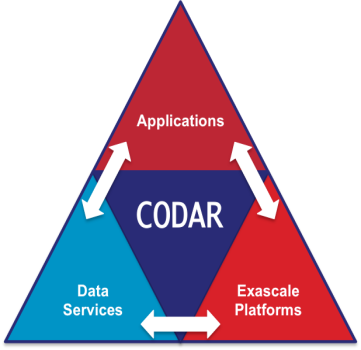 Applications
CODAR
Data
Services
Exascale
Platforms